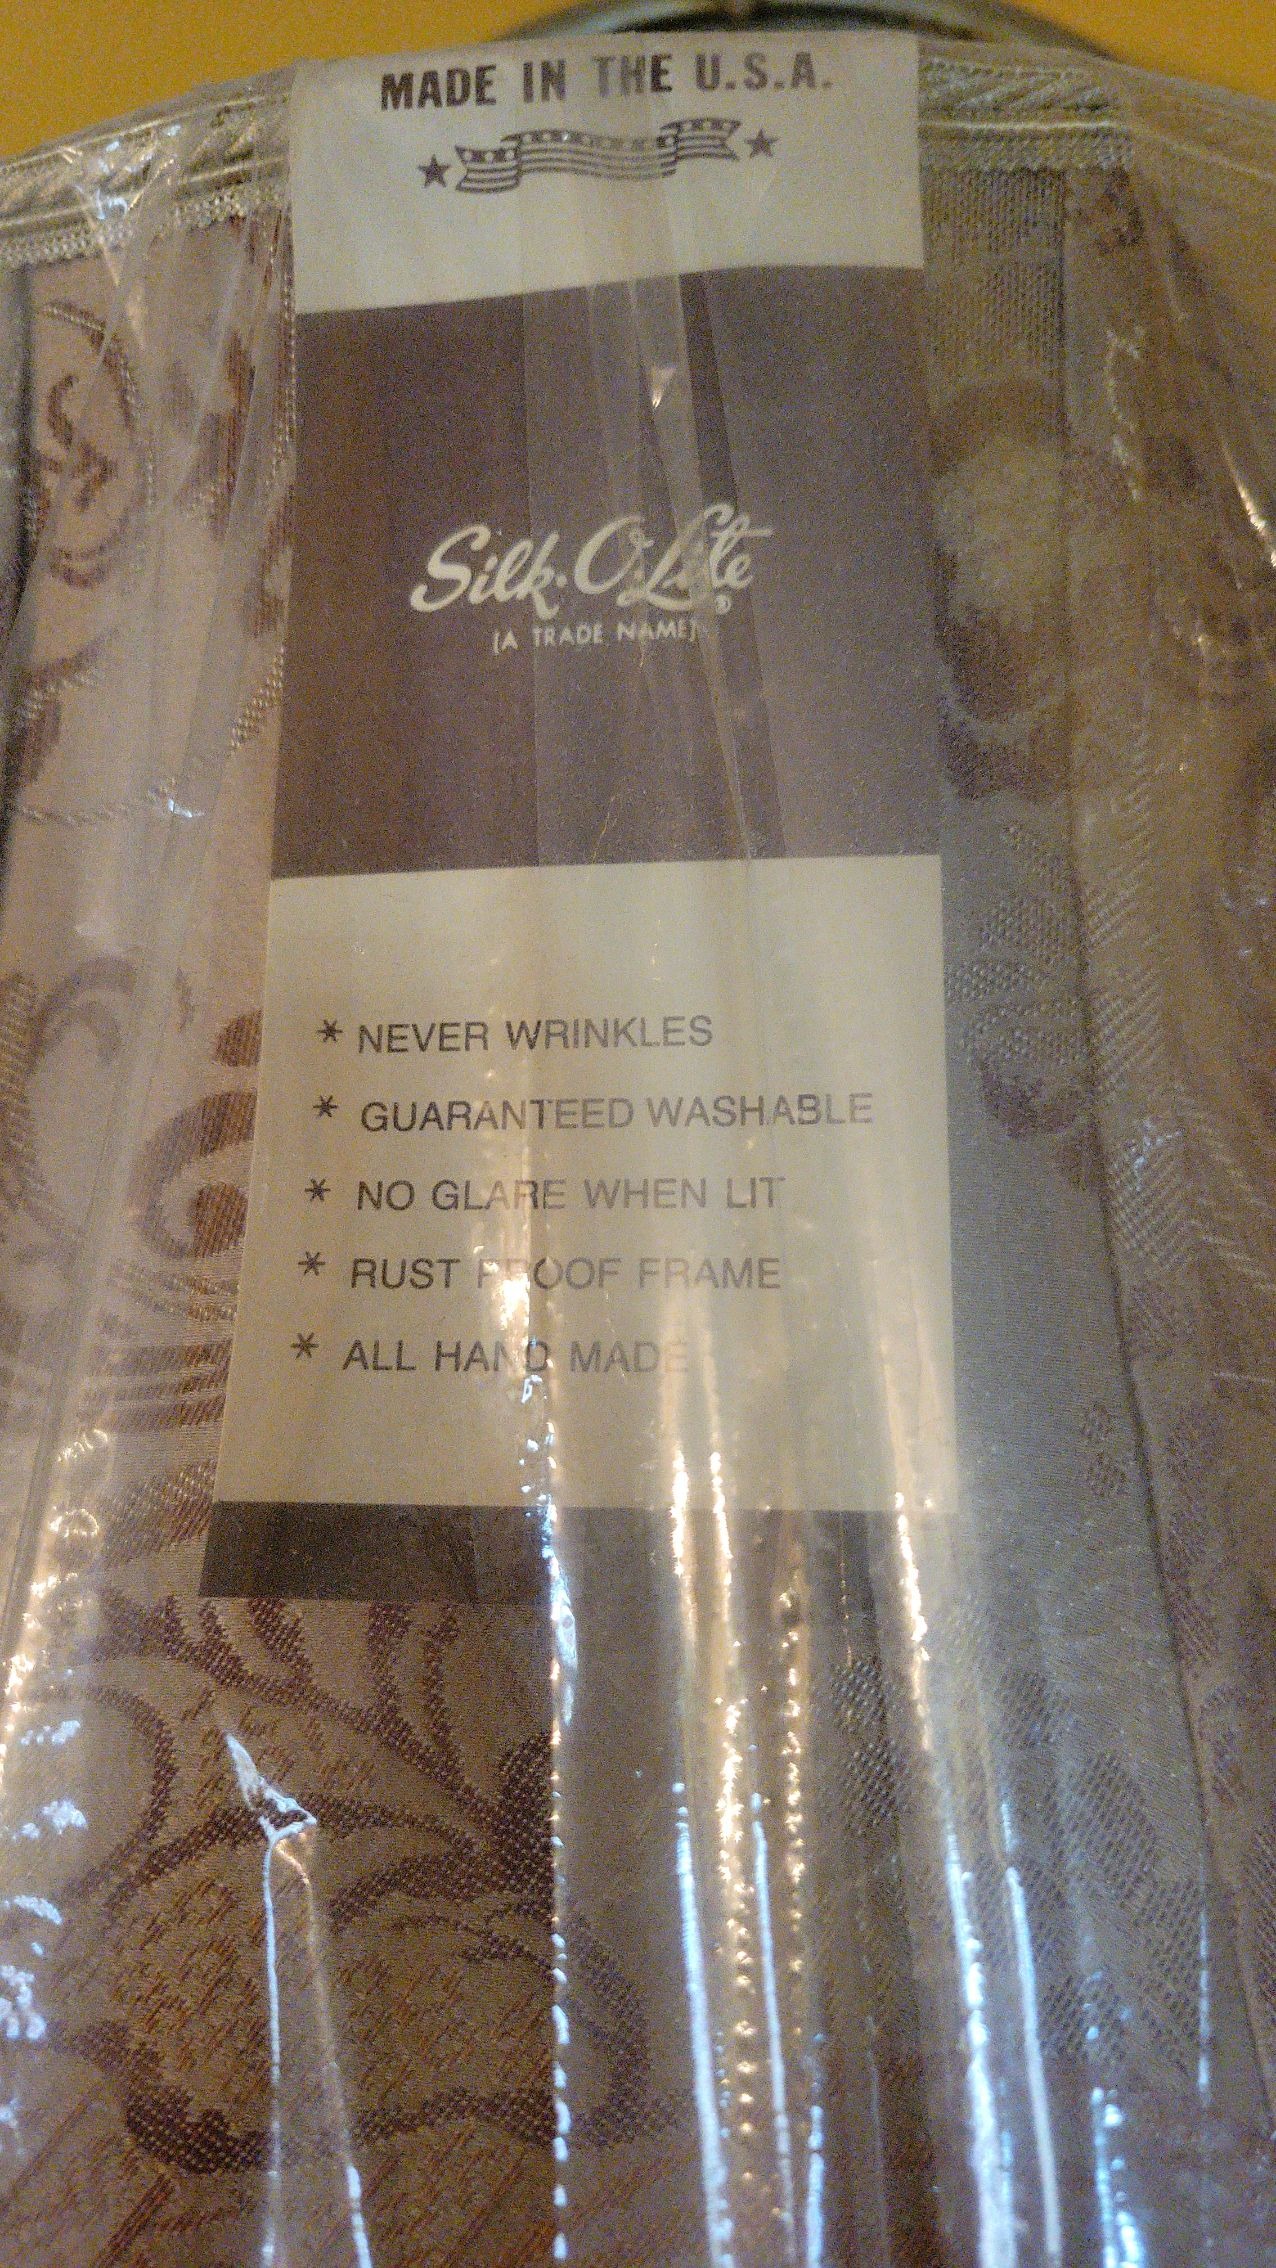 MADE IN THE U.S.A.
Silk·O·Lite®
(A TRADE NAME)
* NEVER WRINKLES
* GUARANTEED WASHABLE
* NO GLARE WHEN LIT
* RUST PROOF FRAME
* ALL HAND MADE